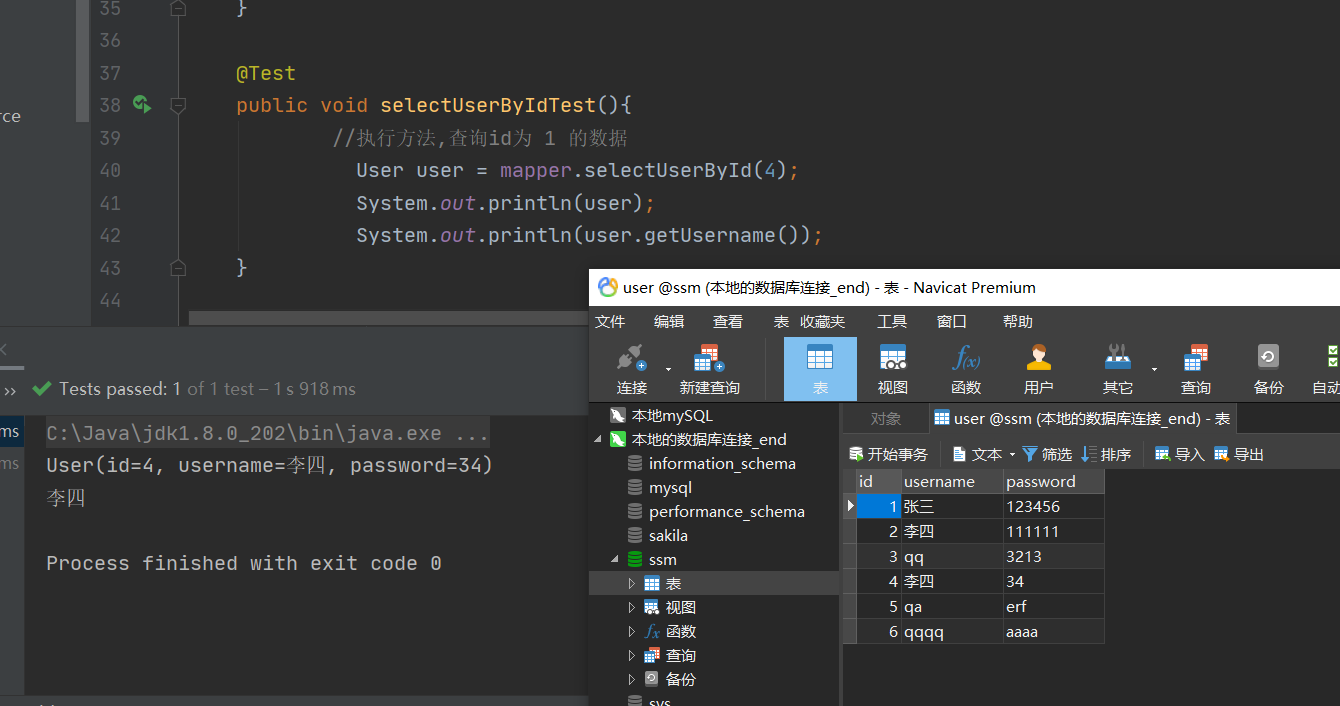 35 }
36
37 @Test
38 public void selectUserByIdTest(){
39 //执行方法,查询id为 1 的数据
40 User user = mapper.selectUserById(4);
41 System.out.println(user);
42 System.out.println(user.getUsername());
43 }
44
rce
Tests passed: 1 of 1 test – 1 s 918 ms
ms
ms
C:\Java\jdk1.8.0_202\bin\java.exe ...
User(id=4, username=李四, password=34)
李四
Process finished with exit code 0
user @ssm (本地的数据库连接_end) - 表 - Navicat Premium
文件 编辑 查看 表 收藏夹 工具 窗口 帮助
连接 新建查询 表 视图 函数 用户 其它 查询 备份 自动
本地mySQL
本地的数据库连接_end
information_schema
mysql
performance_schema
sakila
ssm
表
视图
函数
查询
备份
sys
对象 user @ssm (本地的数据库连接_end) - 表
开始事务 文本 筛选 排序 导入 导出
id username password
1 张三 123456
2 李四 111111
3 qq 3213
4 李四 34
5 qa erf
6 qqqq aaaa